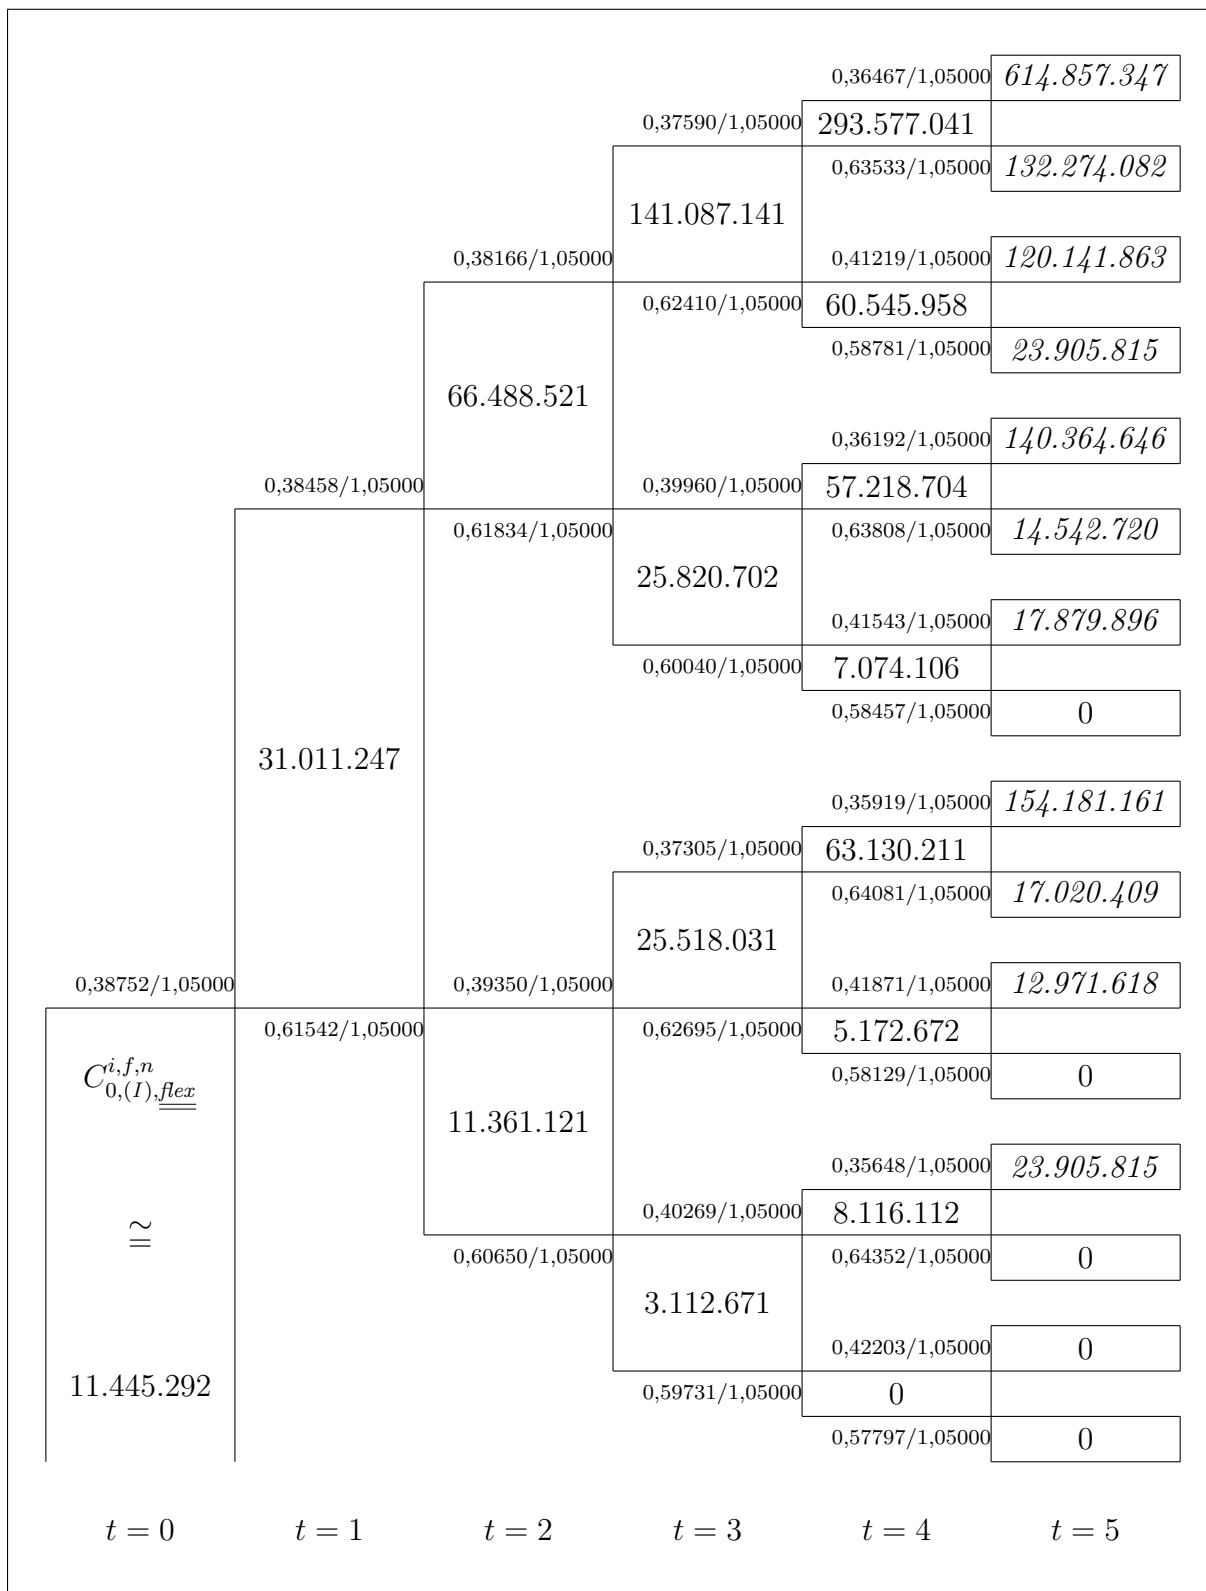 0,36467/1,05000 614.857.347
0,37590/1,05000 293.577.041
0,63533/1,05000 132.274.082
141.087.141
0,38166/1,05000 0,41219/1,05000 120.141.863
0,62410/1,05000 60.545.958
0,58781/1,05000 23.905.815
66.488.521
0,36192/1,05000 140.364.646
0,38458/1,05000 0,39960/1,05000 57.218.704
0,61834/1,05000 0,63808/1,05000 14.542.720
25.820.702
0,41543/1,05000 17.879.896
0,60040/1,05000 7.074.106
0,58457/1,05000 0
31.011.247
0,35919/1,05000 154.181.161
0,37305/1,05000 63.130.211
0,64081/1,05000 17.020.409
25.518.031
0,38752/1,05000 0,39350/1,05000 0,41871/1,05000 12.971.618
0,61542/1,05000 0,62695/1,05000 5.172.672
C^{i,f,n}_{0,(I),flex} 0,58129/1,05000 0
11.361.121
0,35648/1,05000 23.905.815
≅ 0,40269/1,05000 8.116.112
0,60650/1,05000 0,64352/1,05000 0
3.112.671
0,42203/1,05000 0
11.445.292 0,59731/1,05000 0
0,57797/1,05000 0
t = 0 t = 1 t = 2 t = 3 t = 4 t = 5